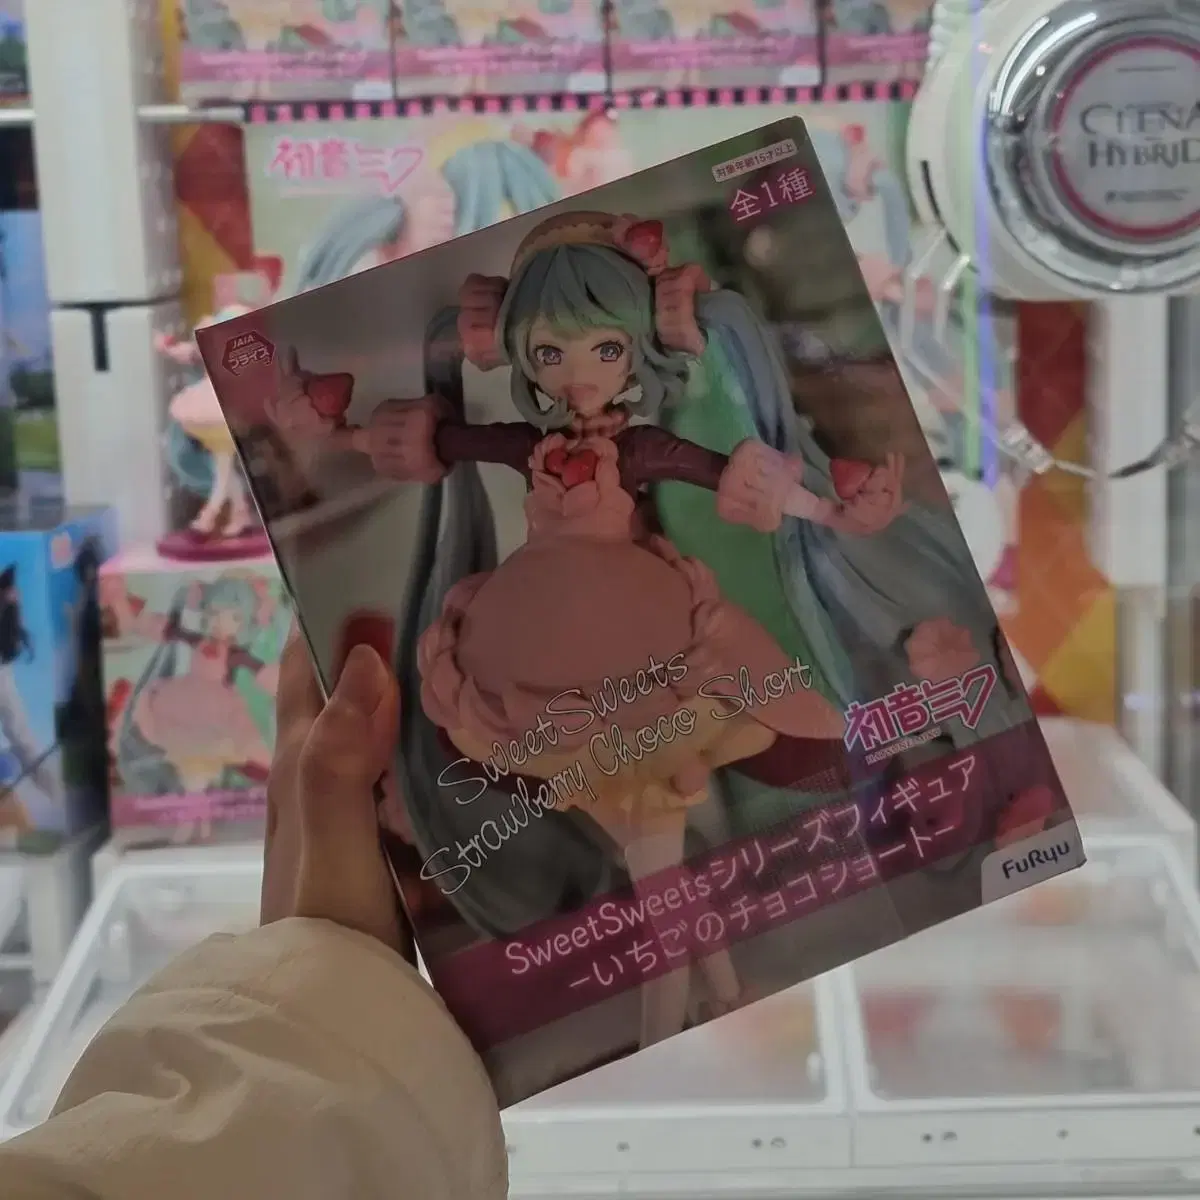 初音ミク
CLENA
HYBRID
対象年齢15才以上
全1種
JAIA
プライズ
SweetSweets
Strawberry Choco Short
初音ミク
HATSUNE MIKU
SweetSweetsシリーズフィギュア
−いちごのチョコショート−
FuRyu